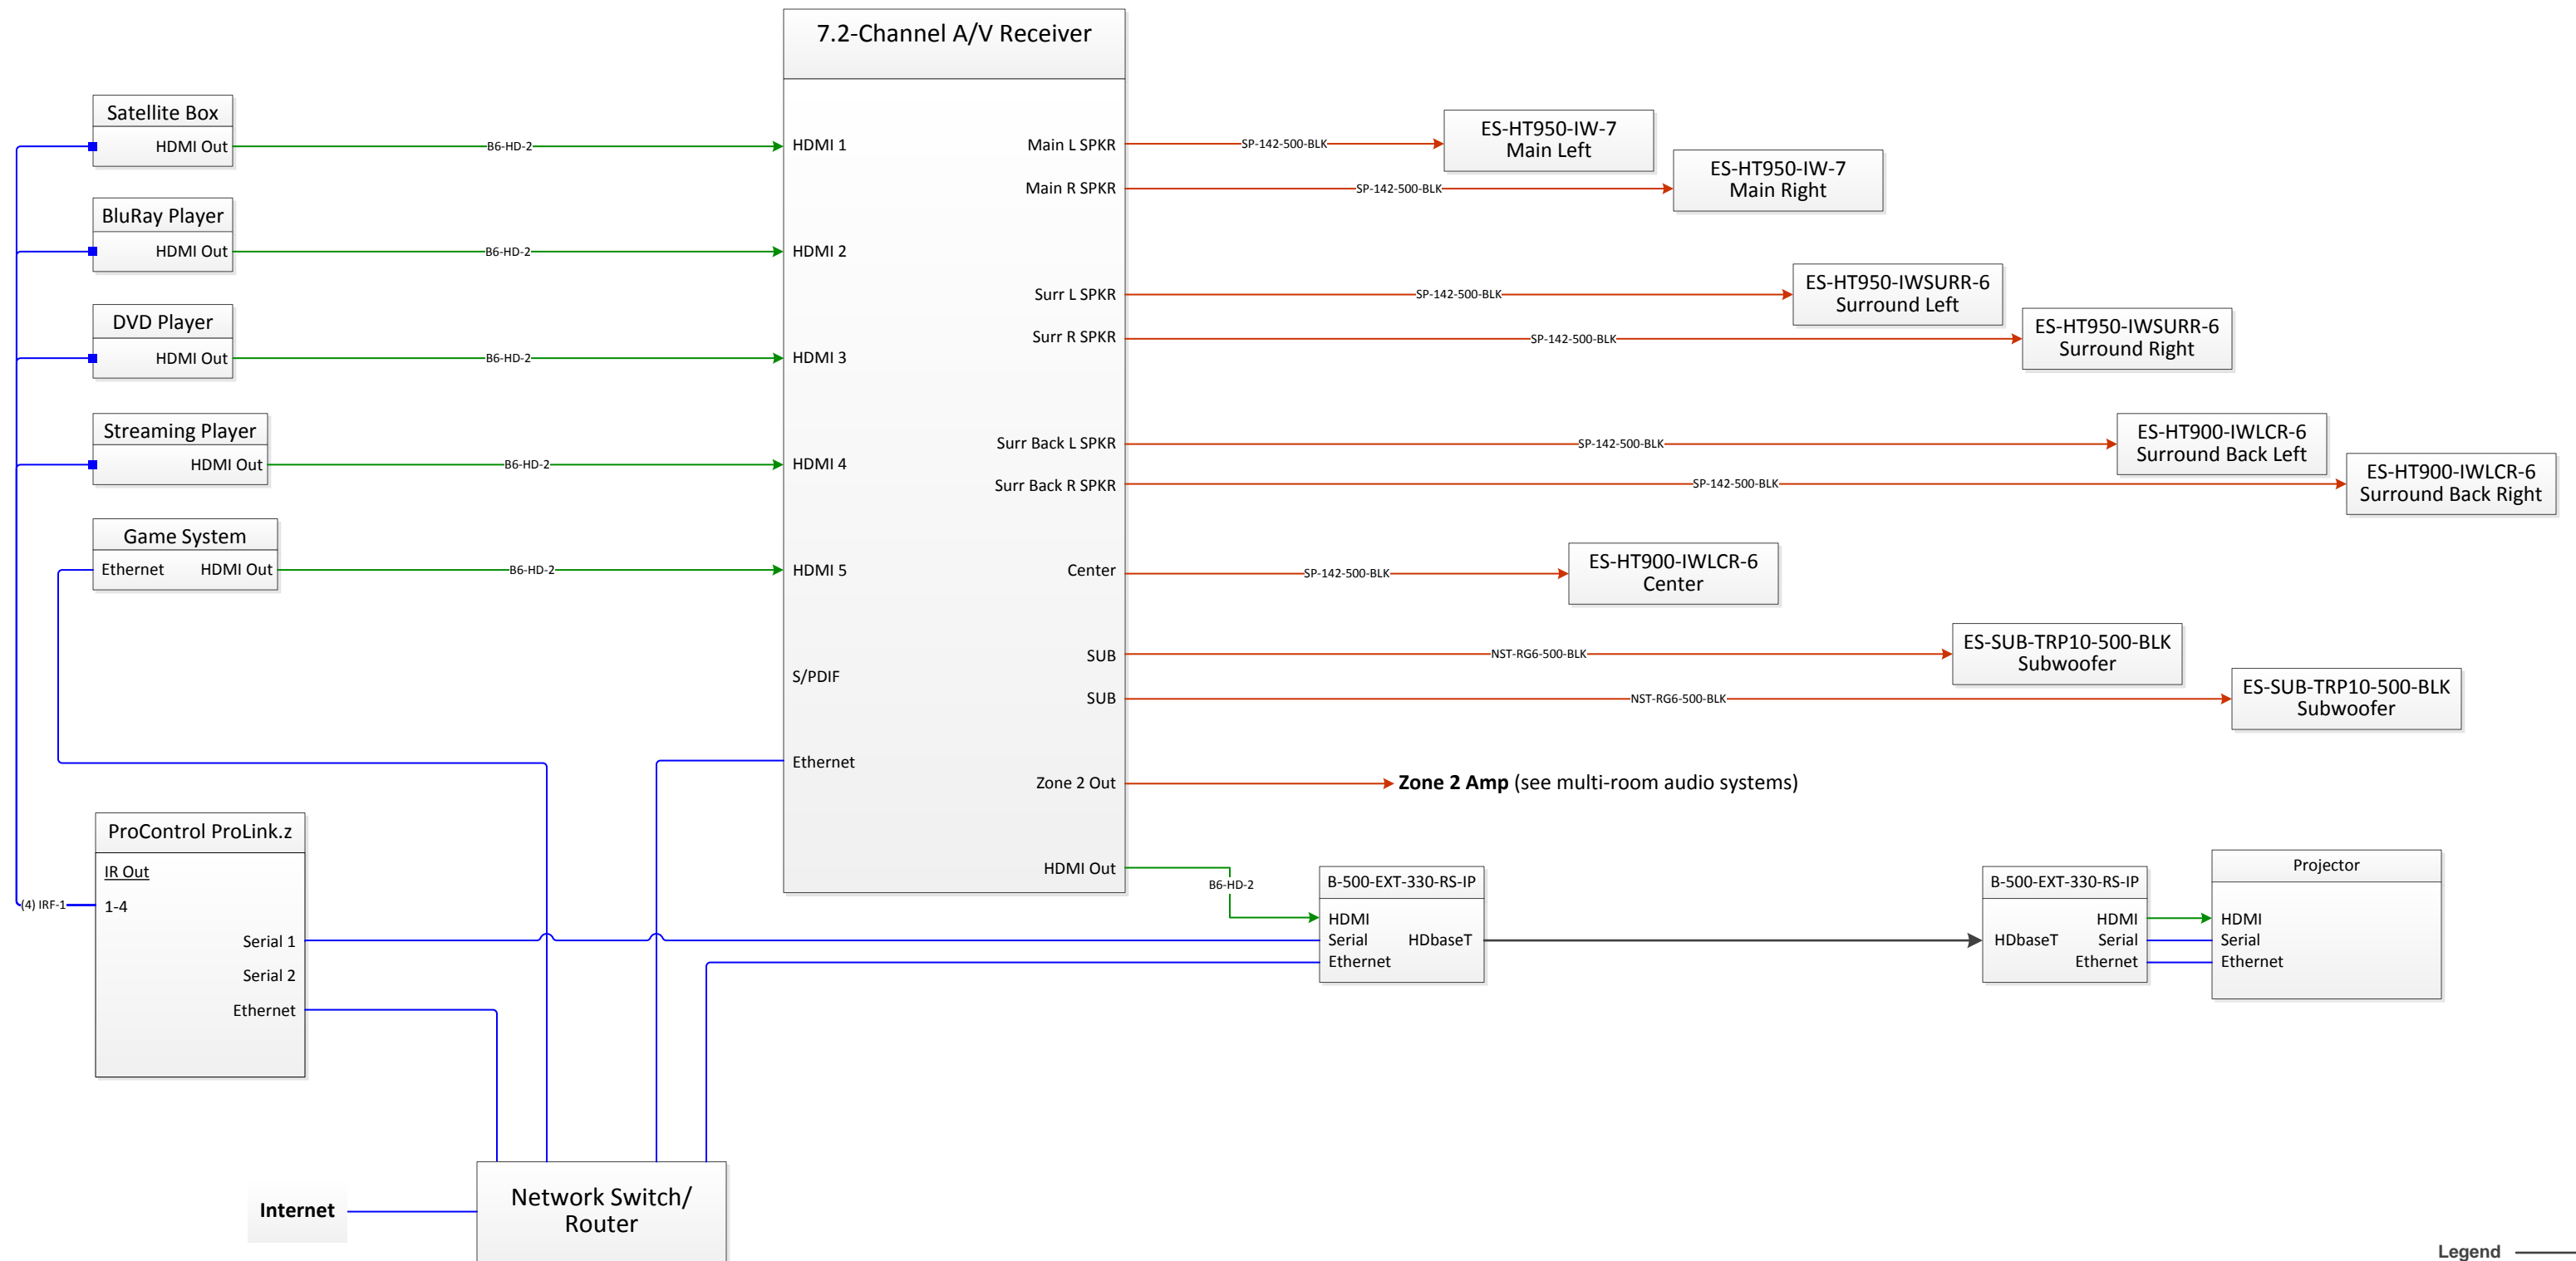 7.2-Channel A/V Receiver
Satellite Box
HDMI Out
B6-HD-2
HDMI 1
Main L SPKR
SP-142-500-BLK
ES-HT950-IW-7
Main Left
Main R SPKR
SP-142-500-BLK
ES-HT950-IW-7
Main Right
BluRay Player
HDMI Out
B6-HD-2
HDMI 2
Surr L SPKR
SP-142-500-BLK
ES-HT950-IWSURR-6
Surround Left
DVD Player
HDMI Out
B6-HD-2
HDMI 3
Surr R SPKR
SP-142-500-BLK
ES-HT950-IWSURR-6
Surround Right
Streaming Player
HDMI Out
B6-HD-2
HDMI 4
Surr Back L SPKR
SP-142-500-BLK
ES-HT900-IWLCR-6
Surround Back Left
Surr Back R SPKR
SP-142-500-BLK
ES-HT900-IWLCR-6
Surround Back Right
Game System
Ethernet HDMI Out
B6-HD-2
HDMI 5
Center
SP-142-500-BLK
ES-HT900-IWLCR-6
Center
S/PDIF
SUB
NST-RG6-500-BLK
ES-SUB-TRP10-500-BLK
Subwoofer
SUB
NST-RG6-500-BLK
ES-SUB-TRP10-500-BLK
Subwoofer
Ethernet
Zone 2 Out
Zone 2 Amp (see multi-room audio systems)
HDMI Out
B6-HD-2
ProControl ProLink.z
IR Out
(4) IRF-1
1-4
Serial 1
Serial 2
Ethernet
B-500-EXT-330-RS-IP
HDMI
Serial HDbaseT
Ethernet
B-500-EXT-330-RS-IP
HDMI
HDbaseT Serial
Ethernet
Projector
HDMI
Serial
Ethernet
Internet
Network Switch/
Router
Legend